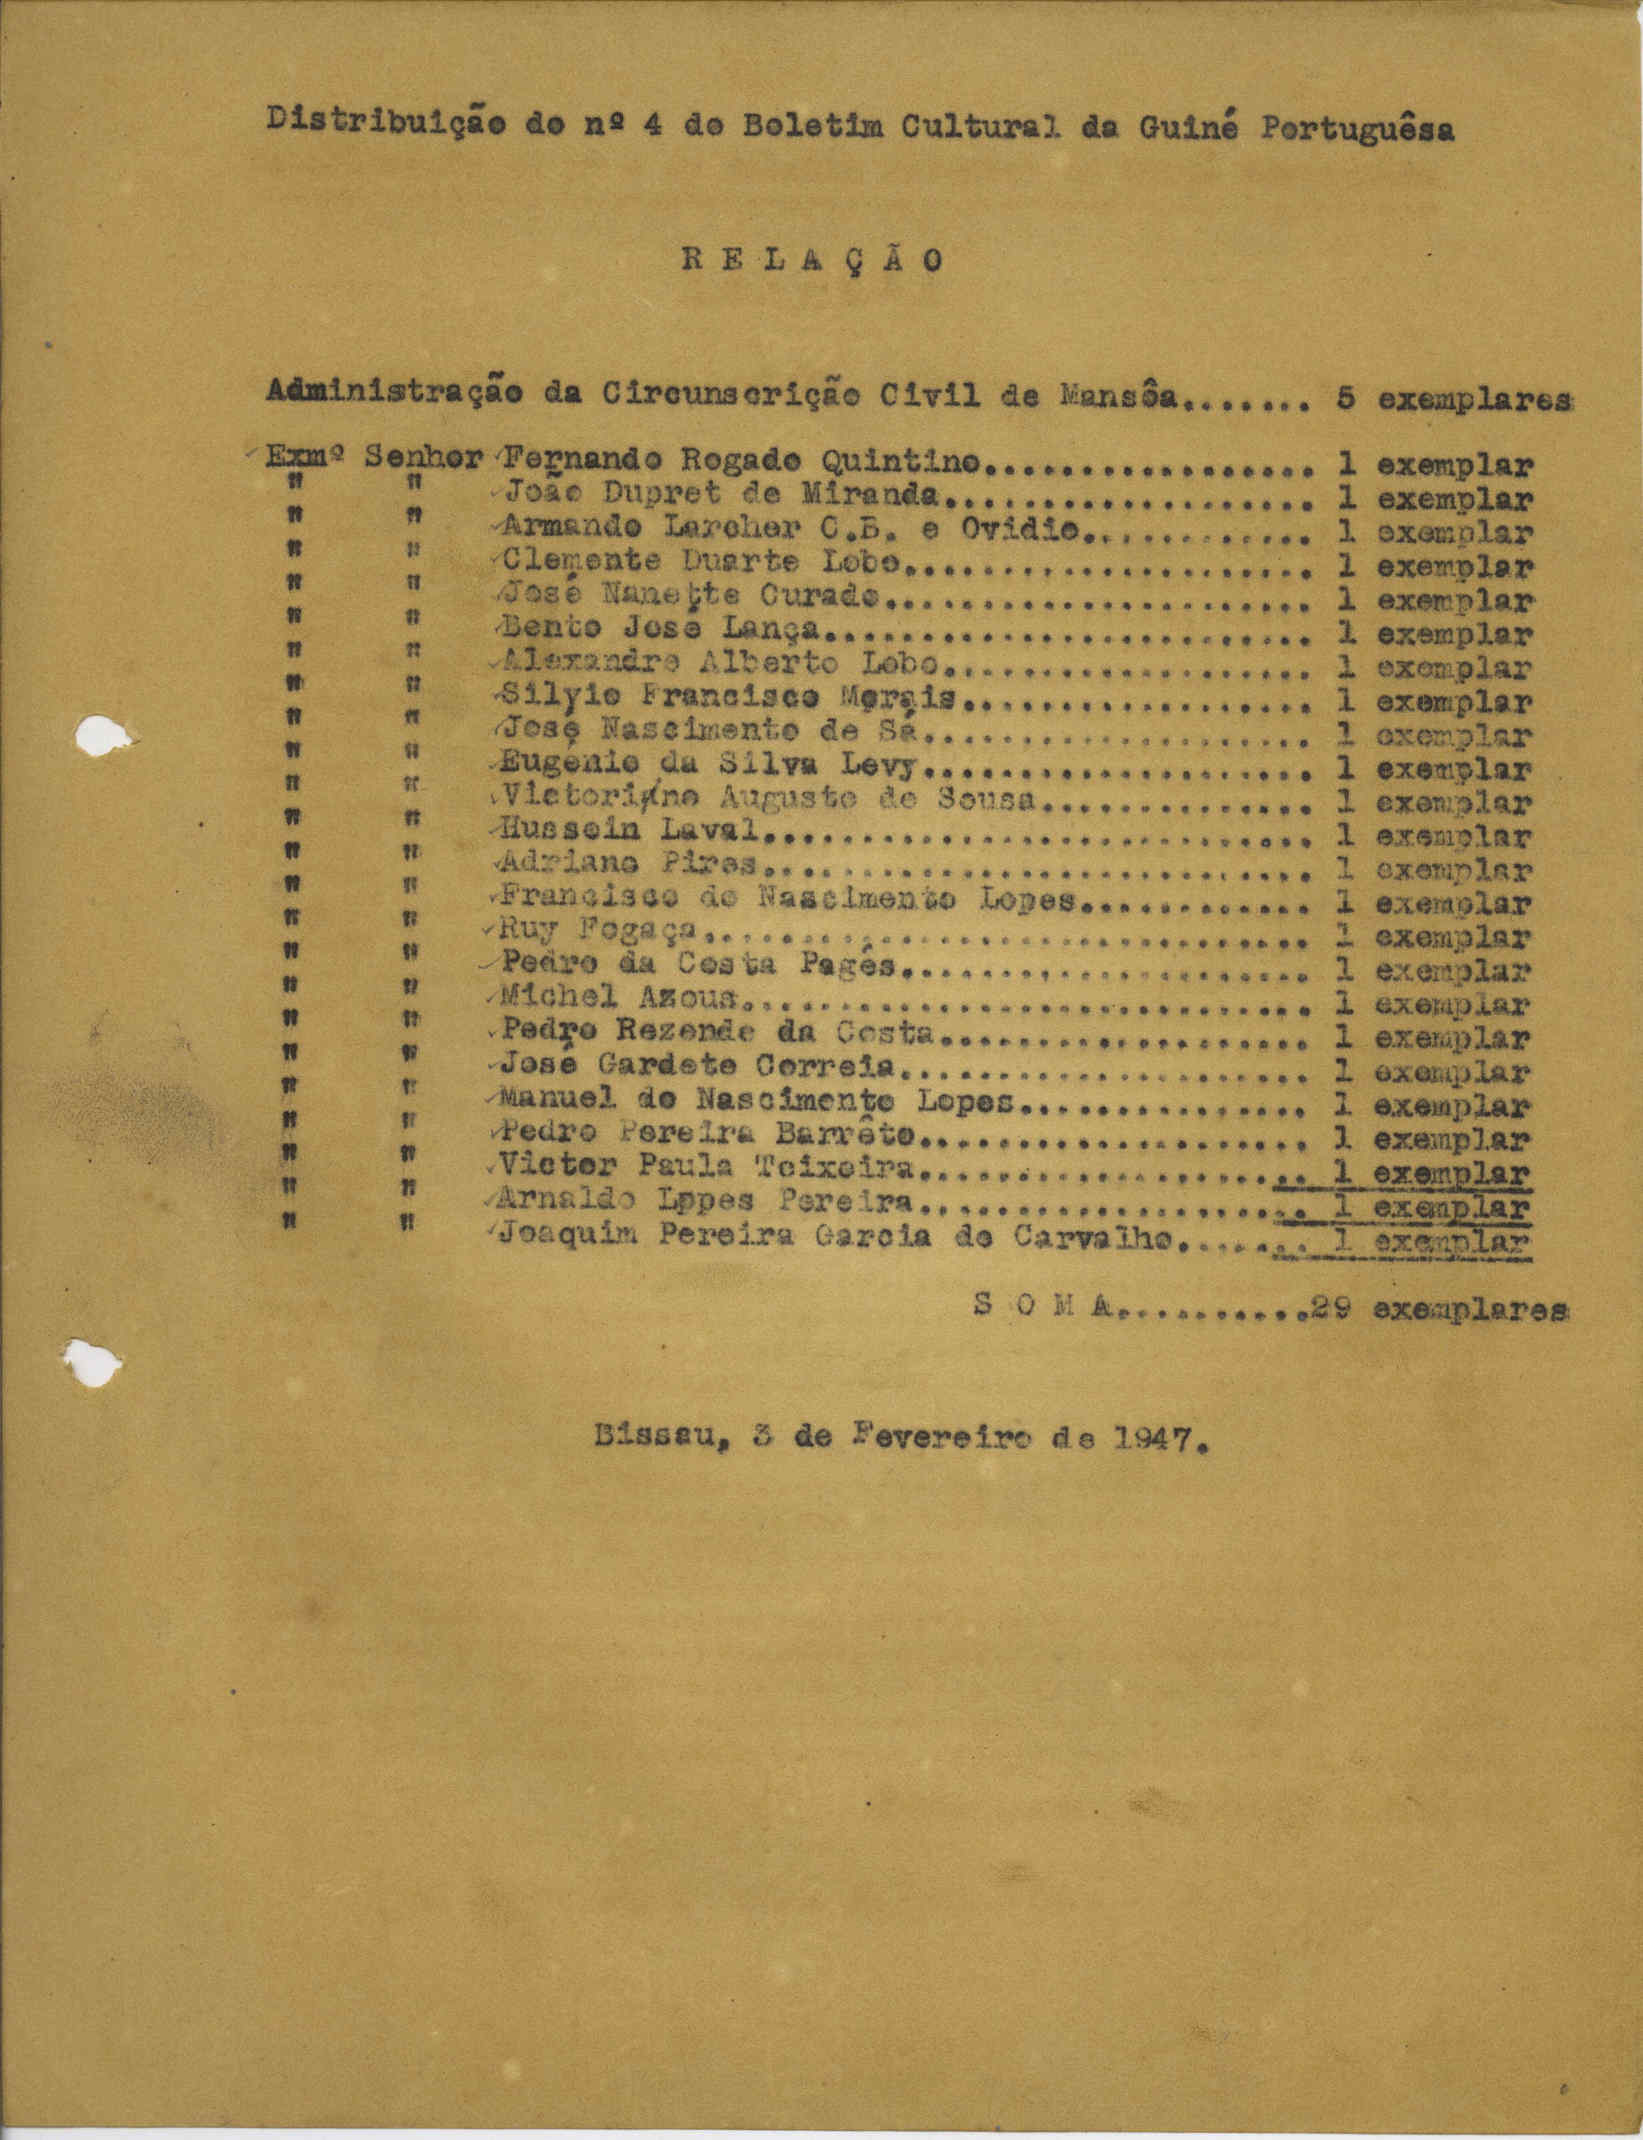 Distribuição do nº 4 do Boletim Cultural da Guiné Portuguêsa
R E L A Ç Ã O
Administração da Circunscrição Civil de Mansôa....... 5 exemplares
Exmº Senhor Fernando Rogado Quintino................. 1 exemplar
" " João Dupret de Miranda................... 1 exemplar
" " Armando Larcher C.B. e Ovidio............ 1 exemplar
" " Clemente Duarte Lobo..................... 1 exemplar
" " José Nanette Curado...................... 1 exemplar
" " Bento José Lança......................... 1 exemplar
" " Alexandre Alberto Lobo................... 1 exemplar
" " Silvio Francisco Morais.................. 1 exemplar
" " José Nascimento de Sá.................... 1 exemplar
" " Eugénio da Silva Levy.................... 1 exemplar
" " Victorino Augusto de Sousa.............. 1 exemplar
" " Hussein Laval............................ 1 exemplar
" " Adriano Pires............................ 1 exemplar
" " Francisco do Nascimento Lopes............ 1 exemplar
" " Ruy Fogaça............................... 1 exemplar
" " Pedro da Costa Pagés..................... 1 exemplar
" " Michel Azoua............................. 1 exemplar
" " Pedro Rezende da Costa................... 1 exemplar
" " José Gardete Correia..................... 1 exemplar
" " Manuel do Nascimento Lopes............... 1 exemplar
" " Pedro Pereira Barrêto.................... 1 exemplar
" " Victor Paula Teixeira.................... 1 exemplar
" " Arnaldo Lopes Pereira.................... 1 exemplar
" " Joaquim Pereira Garcia de Carvalho....... 1 exemplar
S O M A..........29 exemplares
Bissau, 3 de Fevereiro de 1947.